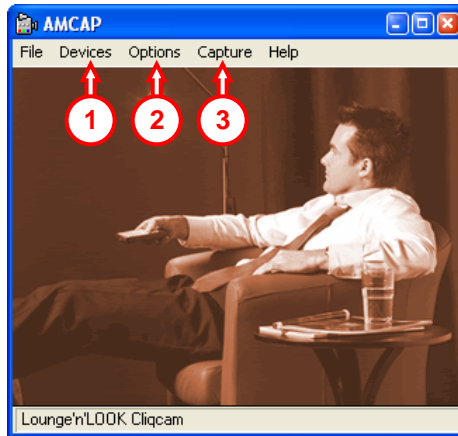 AMCAP
File Devices Options Capture Help
1 2 3
Lounge'n'LOOK Cliqcam